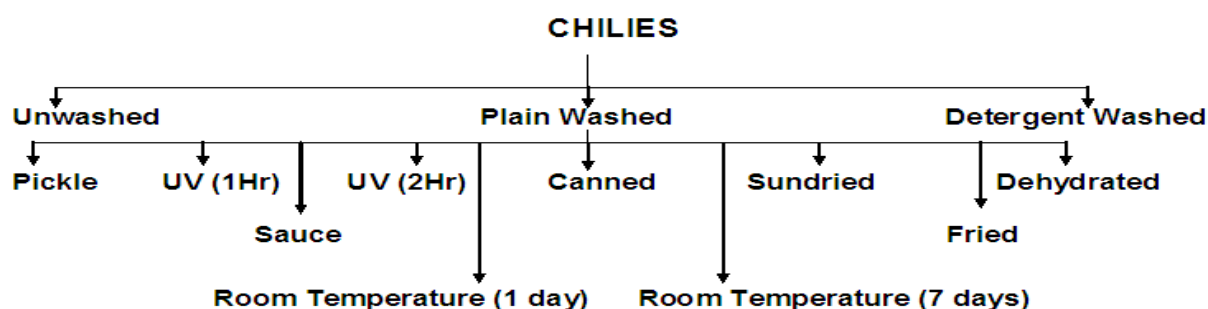 CHILIES
Unwashed Plain Washed Detergent Washed
Pickle UV (1Hr) UV (2Hr) Canned Sundried Dehydrated
Sauce Fried
Room Temperature (1 day) Room Temperature (7 days)